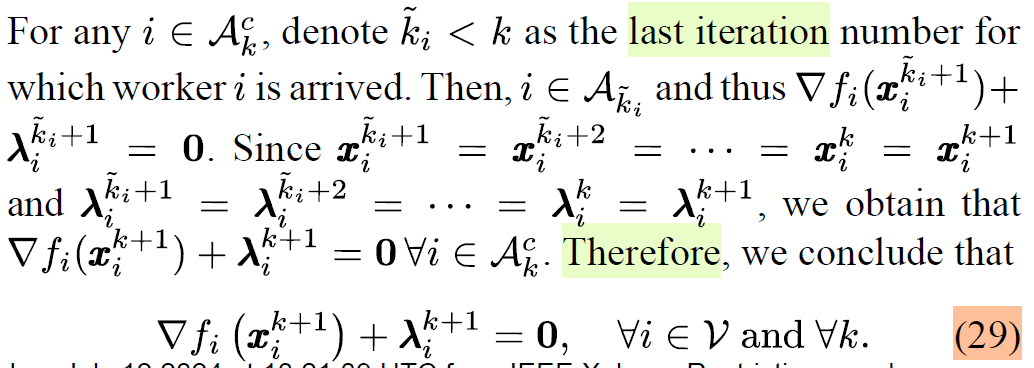 For any $i \in \mathcal{A}_k^c$, denote $\tilde{k}_i < k$ as the last iteration number for
which worker $i$ is arrived. Then, $i \in \mathcal{A}_{\tilde{k}_i}$ and thus $\nabla f_i(\boldsymbol{x}_i^{\tilde{k}_i+1})+$
$\boldsymbol{\lambda}_i^{\tilde{k}_i+1} = \mathbf{0}$. Since $\boldsymbol{x}_i^{\tilde{k}_i+1} = \boldsymbol{x}_i^{\tilde{k}_i+2} = \cdots = \boldsymbol{x}_i^k = \boldsymbol{x}_i^{k+1}$
and $\boldsymbol{\lambda}_i^{\tilde{k}_i+1} = \boldsymbol{\lambda}_i^{\tilde{k}_i+2} = \cdots = \boldsymbol{\lambda}_i^k = \boldsymbol{\lambda}_i^{k+1}$, we obtain that
$\nabla f_i(\boldsymbol{x}_i^{k+1}) + \boldsymbol{\lambda}_i^{k+1} = \mathbf{0}\ \forall i \in \mathcal{A}_k^c$. Therefore, we conclude that
$\nabla f_i\left(\boldsymbol{x}_i^{k+1}\right) + \boldsymbol{\lambda}_i^{k+1} = \mathbf{0}, \quad \forall i \in \mathcal{V} \text{ and } \forall k.$ (29)